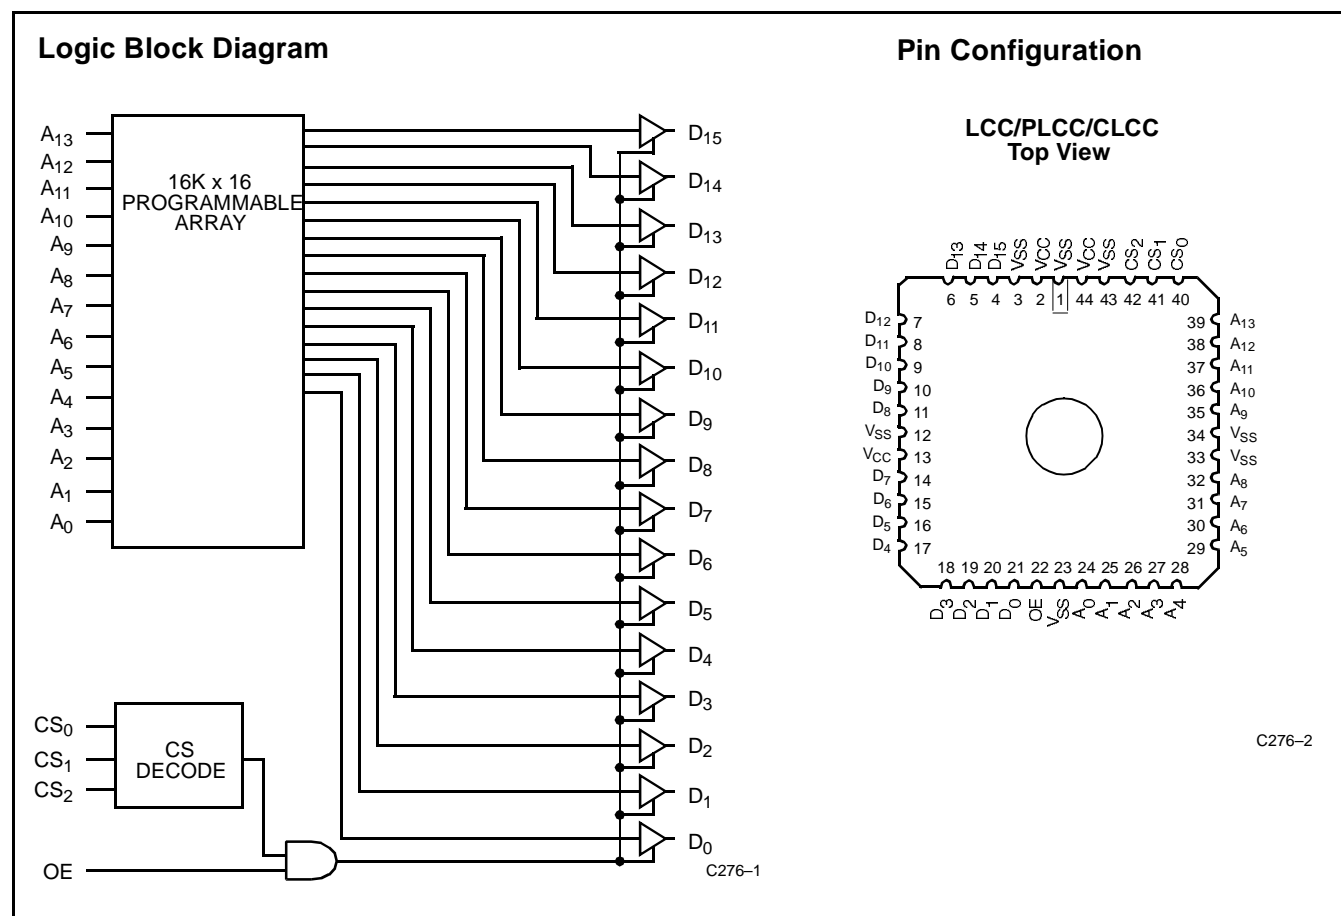 Logic Block Diagram
A13
A12
A11
A10
A9
A8
A7
A6
A5
A4
A3
A2
A1
A0
16K x 16
PROGRAMMABLE
ARRAY
D15
D14
D13
D12
D11
D10
D9
D8
D7
D6
D5
D4
D3
D2
D1
D0
CS0
CS1
CS2
CS
DECODE
OE
C276–1
Pin Configuration
LCC/PLCC/CLCC
Top View
D13 D14 D15 VSS VCC VSS VCC VSS CS2 CS1 CS0
6 5 4 3 2 1 44 43 42 41 40
D12 7
D11 8
D10 9
D9 10
D8 11
VSS 12
VCC 13
D7 14
D6 15
D5 16
D4 17
39 A13
38 A12
37 A11
36 A10
35 A9
34 VSS
33 VSS
32 A8
31 A7
30 A6
29 A5
18 19 20 21 22 23 24 25 26 27 28
D3 D2 D1 D0 OE VSS A0 A1 A2 A3 A4
C276–2